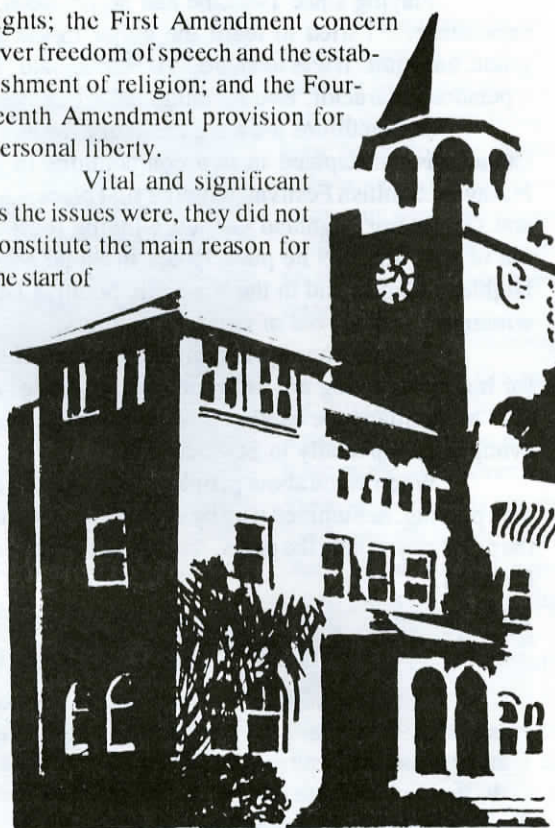 ghts; the First Amendment concern
ver freedom of speech and the estab-
shment of religion; and the Four-
eenth Amendment provision for
ersonal liberty.
Vital and significant
s the issues were, they did not
onstitute the main reason for
he start of